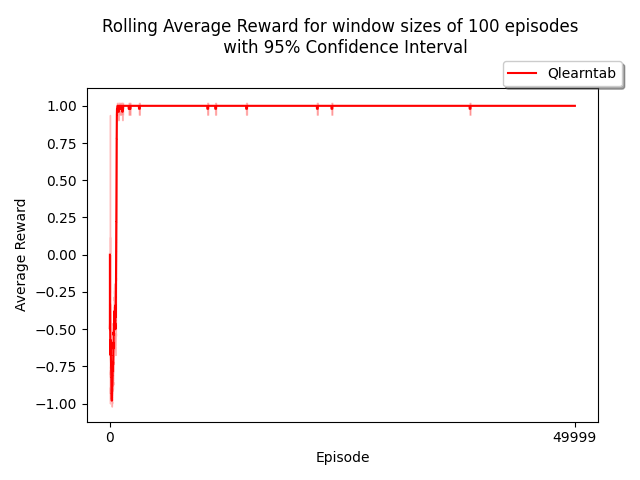 Rolling Average Reward for window sizes of 100 episodes
with 95% Confidence Interval
Qlearntab
1.00
0.75
0.50
0.25
0.00
−0.25
−0.50
−0.75
−1.00
Average Reward
0
49999
Episode